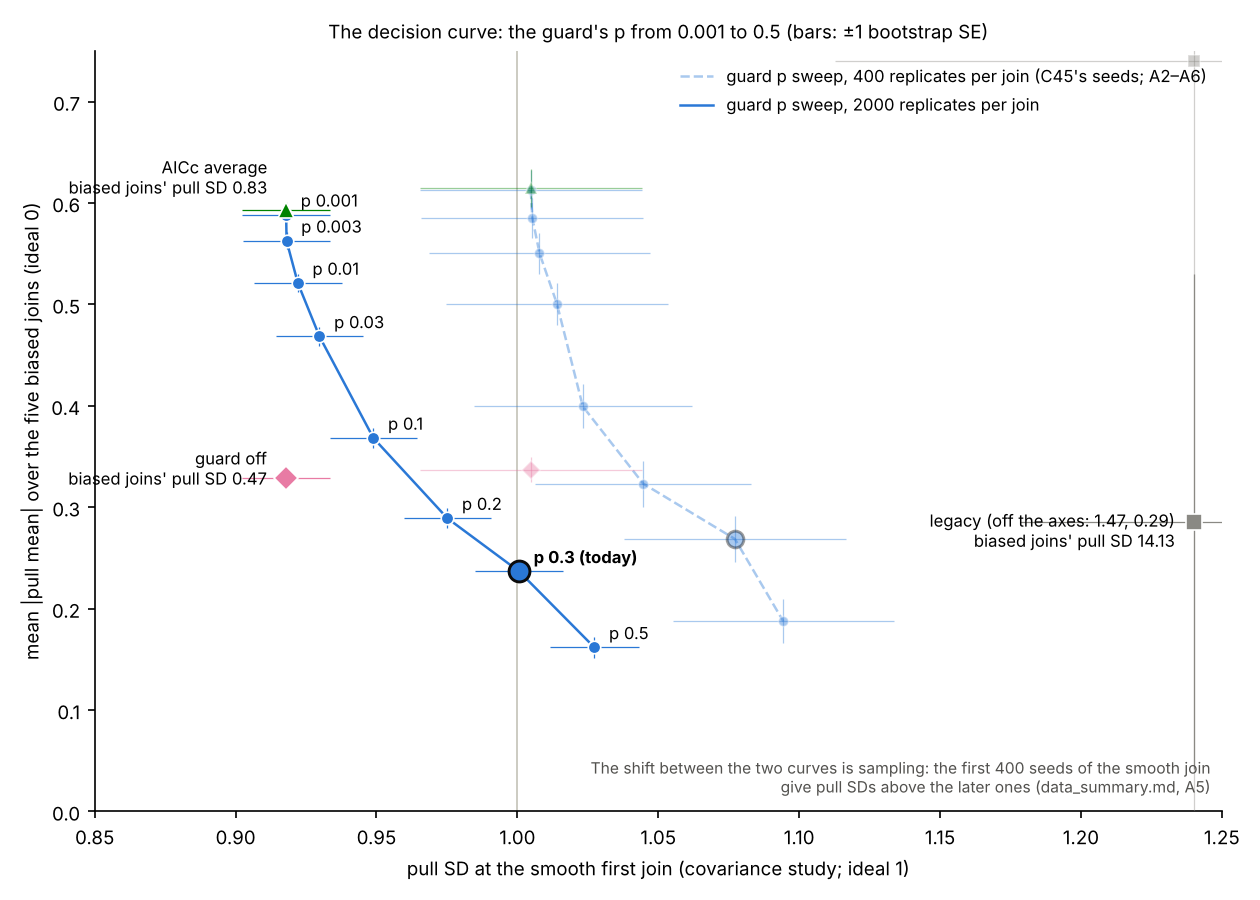 The decision curve: the guard's p from 0.001 to 0.5 (bars: ±1 bootstrap SE)
guard p sweep, 400 replicates per join (C45's seeds; A2–A6)
guard p sweep, 2000 replicates per join
AICc average
biased joins' pull SD 0.83
p 0.001
p 0.003
p 0.01
p 0.03
p 0.1
guard off
biased joins' pull SD 0.47
p 0.2
legacy (off the axes: 1.47, 0.29)
biased joins' pull SD 14.13
p 0.3 (today)
p 0.5
The shift between the two curves is sampling: the first 400 seeds of the smooth join
give pull SDs above the later ones (data_summary.md, A5)
mean |pull mean| over the five biased joins (ideal 0)
0.7
0.6
0.5
0.4
0.3
0.2
0.1
0.0
0.85
0.90
0.95
1.00
1.05
1.10
1.15
1.20
1.25
pull SD at the smooth first join (covariance study; ideal 1)